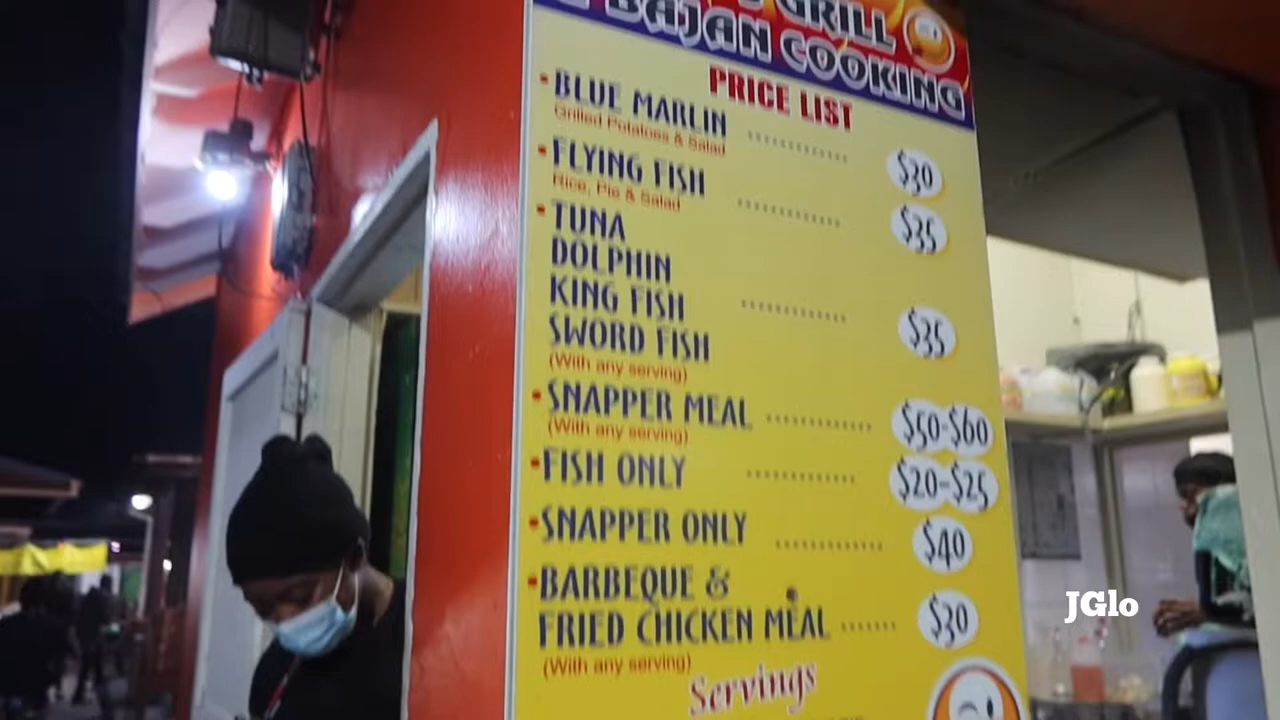 GRILL
BAJAN COOKING
PRICE LIST
• BLUE MARLIN ............. $30
Grilled Potatoes & Salad
• FLYING FISH ............. $35
Rice, Pie & Salad
• TUNA
DOLPHIN
KING FISH ............. $35
SWORD FISH
(With any serving)
• SNAPPER MEAL ............. $50-$60
(With any serving)
• FISH ONLY ............. $20-$25
• SNAPPER ONLY ............. $40
• BARBEQUE &
FRIED CHICKEN MEAL ....... $30
(With any serving)
Servings
JGlo